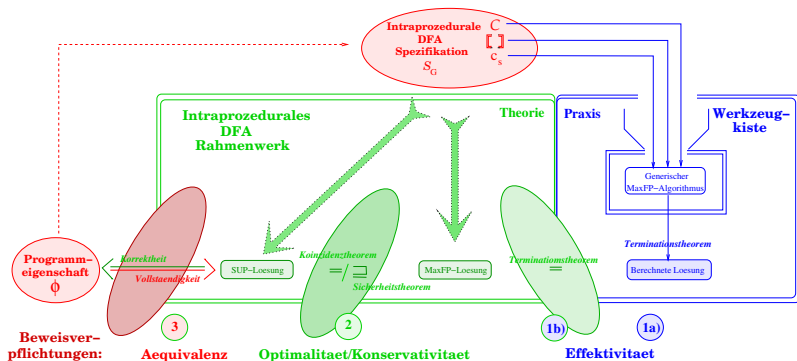 Intraprozedurale
DFA
Spezifikation
S_G
C
⟦ ⟧
c_s
Intraprozedurales
DFA
Rahmenwerk
Theorie
Praxis
Werkzeug-
kiste
Generischer
MaxFP-Algorithmus
Terminationstheorem
Berechnete Loesung
Programm-
eigenschaft
ϕ
Korrektheit
Vollstaendigkeit
SUP-Loesung
Koinzidenztheorem
=/⊒
Sicherheitstheorem
MaxFP-Loesung
Terminationstheorem
=
Beweisver-
pflichtungen:
3
Aequivalenz
2
Optimalitaet/Konservativitaet
1b)
1a)
Effektivitaet